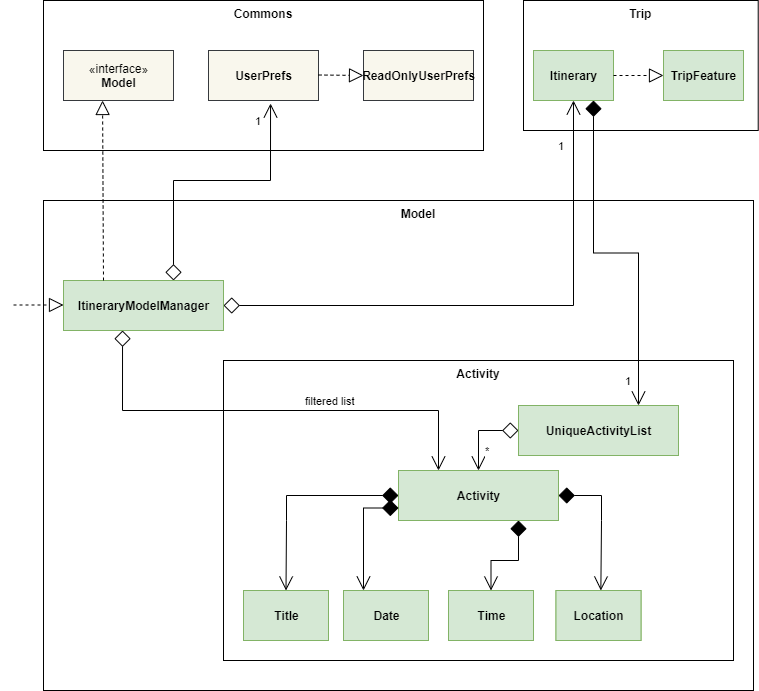 Commons
Trip
«interface»
Model
UserPrefs
ReadOnlyUserPrefs
Itinerary
TripFeature
1
1
Model
ItineraryModelManager
Activity
1
filtered list
UniqueActivityList
*
Activity
Title
Date
Time
Location